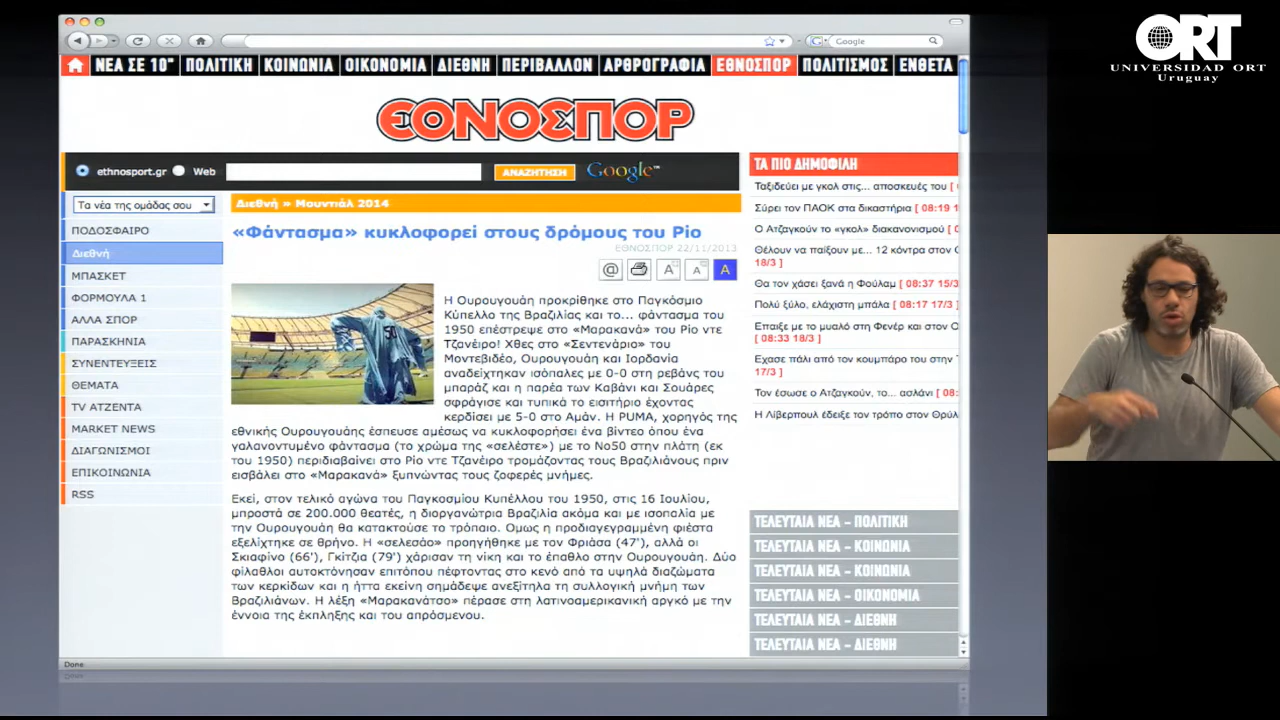 ORT
UNIVERSIDAD ORT
Uruguay
Google
ΝΕΑ ΣΕ 10"
ΠΟΛΙΤΙΚΗ
ΚΟΙΝΩΝΙΑ
ΟΙΚΟΝΟΜΙΑ
ΔΙΕΘΝΗ
ΠΕΡΙΒΑΛΛΟΝ
ΑΡΘΡΟΓΡΑΦΙΑ
ΕΘΝΟΣΠΟΡ
ΠΟΛΙΤΙΣΜΟΣ
ΕΝΘΕΤΑ
ΕΘΝΟΣΠΟΡ
ethnosport.gr
Web
ΑΝΑΖΗΤΗΣΗ
Google™
Τα νέα της ομάδας σου
ΠΟΔΟΣΦΑΙΡΟ
Διεθνή
ΜΠΑΣΚΕΤ
ΦΟΡΜΟΥΛΑ 1
ΑΛΛΑ ΣΠΟΡ
ΠΑΡΑΣΚΗΝΙΑ
ΣΥΝΕΝΤΕΥΞΕΙΣ
ΘΕΜΑΤΑ
TV ΑΤΖΕΝΤΑ
MARKET NEWS
ΔΙΑΓΩΝΙΣΜΟΙ
ΕΠΙΚΟΙΝΩΝΙΑ
RSS
Διεθνή » Μουντιάλ 2014
«Φάντασμα» κυκλοφορεί στους δρόμους του Ρίο
ΕΘΝΟΣΠΟΡ 22/11/2013
@ A A A
50
Η Ουρουγουάη προκρίθηκε στο Παγκόσμιο
Κύπελλο της Βραζιλίας και το... φάντασμα του
1950 επέστρεψε στο «Μαρακανά» του Ρίο ντε
Τζανέιρο! Χθες στο «Σεντενάριο» του
Μοντεβιδέο, Ουρουγουάη και Ιορδανία
αναδείχτηκαν ισόπαλες με 0-0 στη ρεβάνς του
μπαράζ και η παρέα των Καβάνι και Σουάρες
σφράγισε και τυπικά το εισιτήριο έχοντας
κερδίσει με 5-0 στο Αμάν. Η PUMA, χορηγός της
εθνικής Ουρουγουάης έσπευσε αμέσως να κυκλοφορήσει ένα βίντεο όπου ένα
γαλανοντυμένο φάντασμα (το χρώμα της «σελέστε») με το Νο50 στην πλάτη (εκ
του 1950) περιδιαβαίνει στο Ρίο ντε Τζανέιρο τρομάζοντας τους Βραζιλιάνους πριν
εισβάλει στο «Μαρακανά» ξυπνώντας τους ζοφερές μνήμες.
Εκεί, στον τελικό αγώνα του Παγκοσμίου Κυπέλλου του 1950, στις 16 Ιουλίου,
μπροστά σε 200.000 θεατές, η διοργανώτρια Βραζιλία ακόμα και με ισοπαλία με
την Ουρουγουάη θα κατακτούσε το τρόπαιο. Ομως η προδιαγεγραμμένη φιέστα
εξελίχτηκε σε θρήνο. Η «σελεσάο» προηγήθηκε με τον Φριάσα (47'), αλλά οι
Σκιαφίνο (66'), Γκίτζια (79') χάρισαν τη νίκη και το έπαθλο στην Ουρουγουάη. Δύο
φίλαθλοι αυτοκτόνησαν επιτόπου πέφτοντας στο κενό από τα υψηλά διαζώματα
των κερκίδων και η ήττα εκείνη σημάδεψε ανεξίτηλα τη συλλογική μνήμη των
Βραζιλιάνων. Η λέξη «Μαρακανάτσο» πέρασε στη λατινοαμερικανική αργκό με την
έννοια της έκπληξης και του απρόσμενου.
ΤΑ ΠΙΟ ΔΗΜΟΦΙΛΗ
Ταξιδεύει με γκολ στις... αποσκευές του [
Σύρει τον ΠΑΟΚ στα δικαστήρια [ 08:19 1
Ο Ατζαγκούν το «γκολ» διακανονισμού [
Θέλουν να παίξουν με... 12 κόντρα στον
18/3 ]
Θα τον χάσει ξανά η Φούλαμ [ 08:37 15/3
Πολύ ξύλο, ελάχιστη μπάλα [ 08:17 17/3 ]
Επαιξε με το μυαλό στη Φενέρ και στον
[ 08:33 18/3 ]
Εχασε πάλι από τον κουμπάρο του στην
17/3 ]
Τον έσωσε ο Ατζαγκούν, το... ασλάνι [ 08:
Η Λίβερπουλ έδειξε τον τρόπο στον Θρύλ
ΤΕΛΕΥΤΑΙΑ ΝΕΑ - ΠΟΛΙΤΙΚΗ
ΤΕΛΕΥΤΑΙΑ ΝΕΑ - ΚΟΙΝΩΝΙΑ
ΤΕΛΕΥΤΑΙΑ ΝΕΑ - ΚΟΙΝΩΝΙΑ
ΤΕΛΕΥΤΑΙΑ ΝΕΑ - ΟΙΚΟΝΟΜΙΑ
ΤΕΛΕΥΤΑΙΑ ΝΕΑ - ΔΙΕΘΝΗ
ΤΕΛΕΥΤΑΙΑ ΝΕΑ - ΔΙΕΘΝΗ
Done